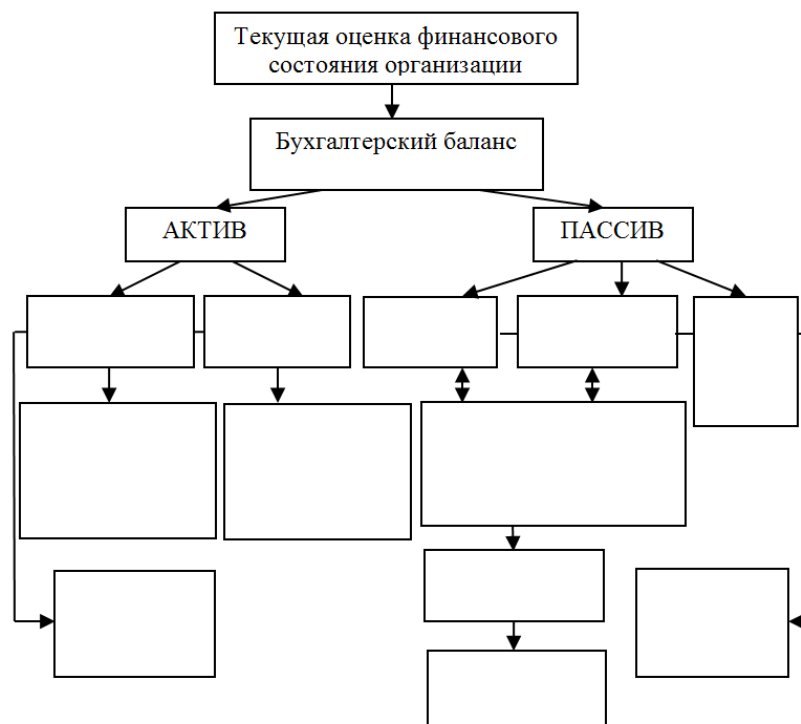 Текущая оценка финансового
состояния организации
Бухгалтерский баланс
АКТИВ
ПАССИВ